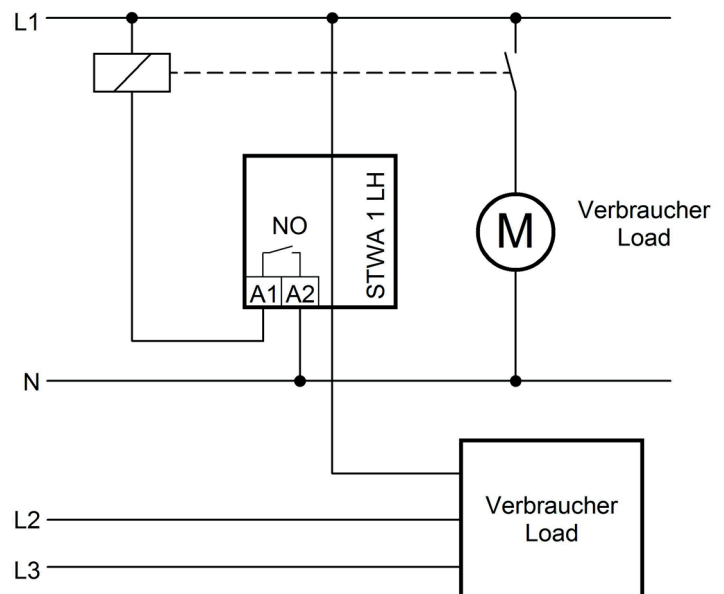 L1
STWA 1 LH
NO
A1 A2
M
Verbraucher
Load
N
Verbraucher
Load
L2
L3